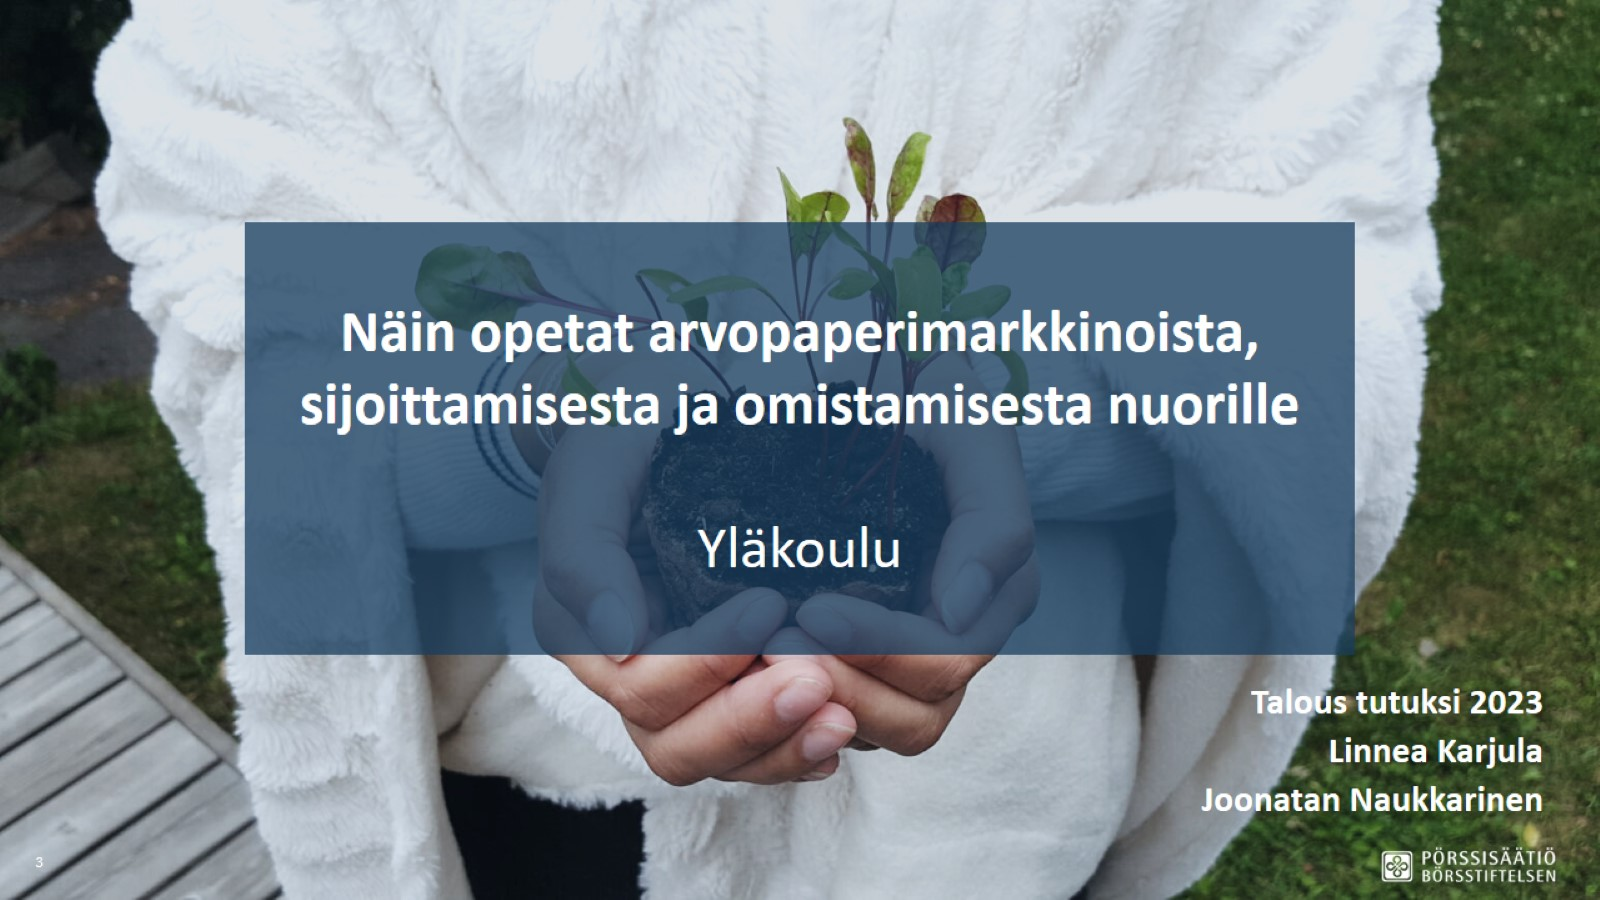 Näin opetat arvopaperimarkkinoista,
sijoittamisesta ja omistamisesta nuorille
Yläkoulu
Talous tutuksi 2023
Linnea Karjula
Joonatan Naukkarinen
3
PÖRSSISÄÄTIÖ
BÖRSSTIFTELSEN